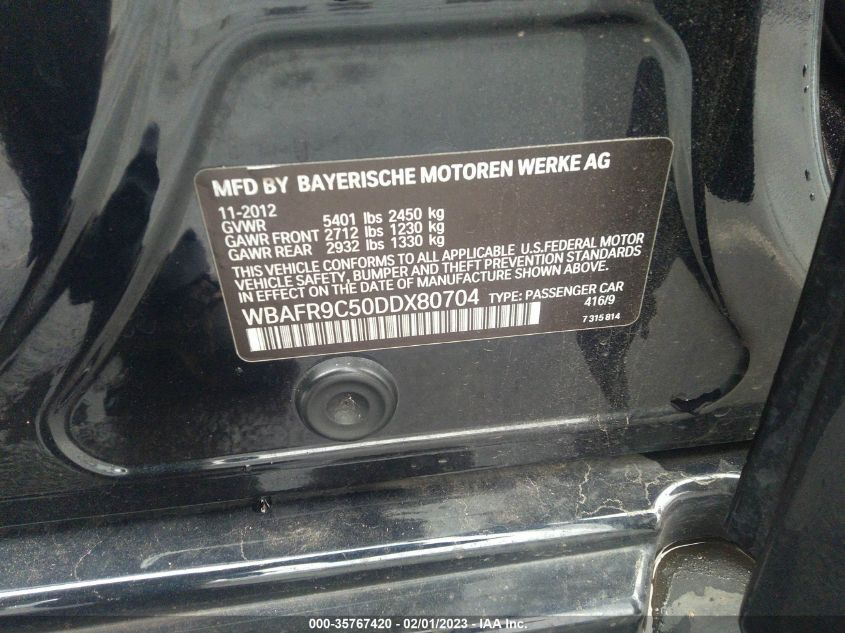 MFD BY BAYERISCHE MOTOREN WERKE AG
11-2012
GVWR 5401 lbs 2450 kg
GAWR FRONT 2712 lbs 1230 kg
GAWR REAR 2932 lbs 1330 kg
THIS VEHICLE CONFORMS TO ALL APPLICABLE U.S.FEDERAL MOTOR
VEHICLE SAFETY, BUMPER AND THEFT PREVENTION STANDARDS
IN EFFECT ON THE DATE OF MANUFACTURE SHOWN ABOVE.
WBAFR9C50DDX80704 TYPE: PASSENGER CAR
416/9
7 315 814
000-35767420 - 02/01/2023 - IAA Inc.